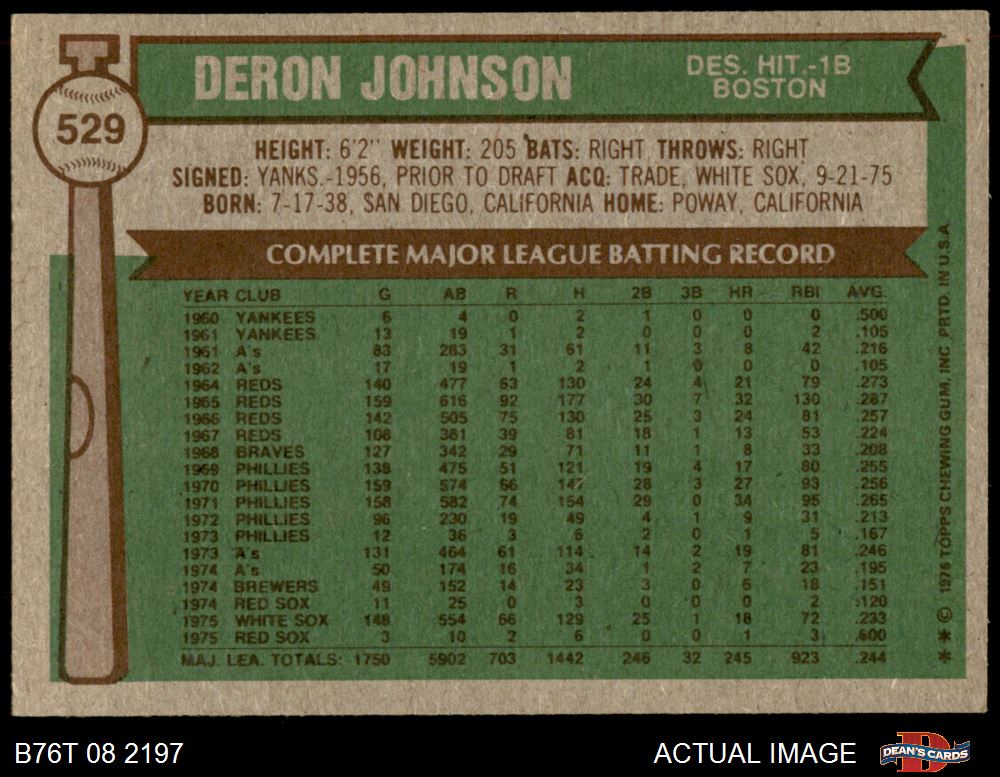 529
DERON JOHNSON
DES. HIT.-1B
BOSTON
HEIGHT: 6'2" WEIGHT: 205 BATS: RIGHT THROWS: RIGHT
SIGNED: YANKS.-1956, PRIOR TO DRAFT ACQ: TRADE, WHITE SOX, 9-21-75
BORN: 7-17-38, SAN DIEGO, CALIFORNIA HOME: POWAY, CALIFORNIA
COMPLETE MAJOR LEAGUE BATTING RECORD
YEAR CLUB G AB R H 2B 3B HR RBI AVG.
1960 YANKEES 6 4 0 2 1 0 0 0 .500
1961 YANKEES 13 19 1 2 0 0 0 2 .105
1961 A's 83 283 31 61 11 3 8 42 .216
1962 A's 17 19 1 2 1 0 0 0 .105
1964 REDS 140 477 63 130 24 4 21 79 .273
1965 REDS 159 616 92 177 30 7 32 130 .287
1966 REDS 142 505 75 130 25 3 24 81 .257
1967 REDS 108 361 39 81 18 1 13 53 .224
1968 BRAVES 127 342 29 71 11 1 8 33 .208
1969 PHILLIES 138 475 51 121 19 4 17 80 .255
1970 PHILLIES 159 574 66 147 28 3 27 93 .256
1971 PHILLIES 158 582 74 154 29 0 34 95 .265
1972 PHILLIES 96 230 19 49 4 1 9 31 .213
1973 PHILLIES 12 36 3 6 2 0 1 5 .167
1973 A's 131 464 61 114 14 2 19 81 .246
1974 A's 50 174 16 34 1 2 7 23 .195
1974 BREWERS 49 152 14 23 3 0 6 18 .151
1974 RED SOX 11 25 0 3 0 0 0 2 .120
1975 WHITE SOX 148 554 66 129 25 1 18 72 .233
1975 RED SOX 3 10 2 6 0 0 1 3 .600
MAJ. LEA. TOTALS: 1750 5902 703 1442 246 32 245 923 .244
* * © 1976 TOPPS CHEWING GUM, INC. PRTD. IN U.S.A.
B76T 08 2197
ACTUAL IMAGE
D
DEAN'S CARDS